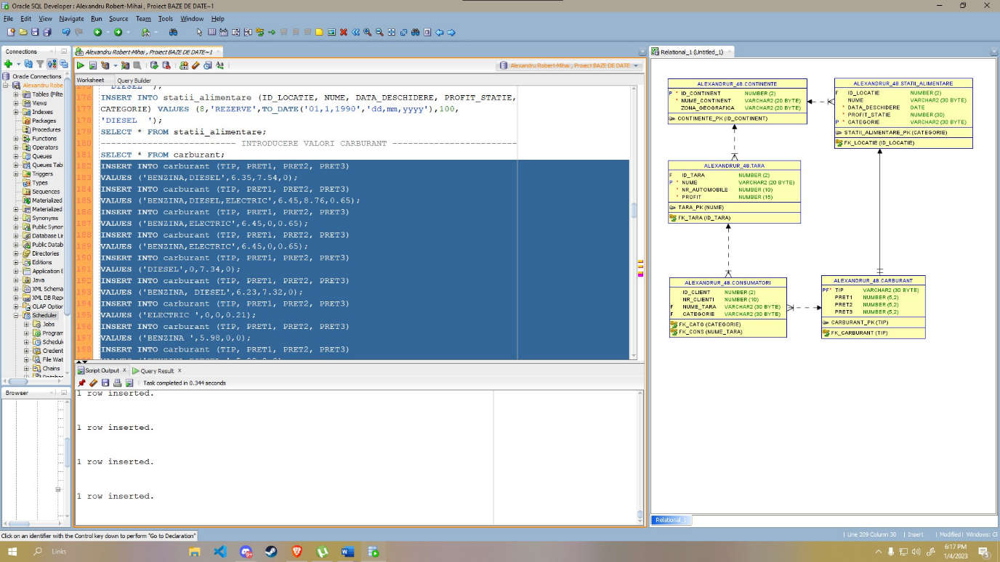 Oracle SQL Developer : Alexandru Robert-Mihai , Proiect BAZE DE DATE~1
File Edit View Navigate Run Source Team Tools Window Help
Connections
Oracle Connections
Alexandru Robe
Tables (Filte
Views
Indexes
Packages
Procedures
Functions
Operators
Queues
Queues Tab
Triggers
Types
Sequences
Materialized
Materialized
Synonyms
Public Synon
Database Lin
Public Datab
Directories
Editions
Application E
Java
XML Schema
XML DB Repo
OLAP Option
Scheduler
Jobs
Program
Schedul
Credent
File Wat
Chains
Browser
Alexandru Robert-Mihai , Proiect BAZE DE DATE~1
Alexandru Robert-Mihai , Proiect BAZE DE DATE
Worksheet Query Builder
175 'DIESEL ');
176 INSERT INTO statii_alimentare (ID_LOCATIE, NUME, DATA_DESCHIDERE, PROFIT_STATIE,
177 CATEGORIE) VALUES (8,'REZERVE',TO_DATE('01,1,1990','dd,mm,yyyy'),100,
178 'DIESEL ');
179 SELECT * FROM statii_alimentare;
180 -------------------------- INTRODUCERE VALORI CARBURANT ------------------------
181 SELECT * FROM carburant;
182 INSERT INTO carburant (TIP, PRET1, PRET2, PRET3)
183 VALUES ('BENZINA,DIESEL',6.35,7.54,0);
184 INSERT INTO carburant (TIP, PRET1, PRET2, PRET3)
185 VALUES ('BENZINA,DIESEL,ELECTRIC',6.45,8.76,0.65);
186 INSERT INTO carburant (TIP, PRET1, PRET2, PRET3)
187 VALUES ('BENZINA,ELECTRIC',6.45,0,0.65);
188 INSERT INTO carburant (TIP, PRET1, PRET2, PRET3)
189 VALUES ('BENZINA,ELECTRIC',6.45,0,0.65);
190 INSERT INTO carburant (TIP, PRET1, PRET2, PRET3)
191 VALUES ('DIESEL',0,7.34,0);
192 INSERT INTO carburant (TIP, PRET1, PRET2, PRET3)
193 VALUES ('BENZINA, DIESEL',6.23,7.32,0);
194 INSERT INTO carburant (TIP, PRET1, PRET2, PRET3)
195 VALUES ('ELECTRIC ',0,0,0.21);
196 INSERT INTO carburant (TIP, PRET1, PRET2, PRET3)
197 VALUES ('BENZINA ',5.98,0,0);
198 INSERT INTO carburant (TIP, PRET1, PRET2, PRET3)
Script Output x Query Result x
Task completed in 0.344 seconds
1 row inserted.
1 row inserted.
1 row inserted.
1 row inserted.
Relational_1 (Untitled_1)
ALEXANDRUR_48.CONTINENTE
P * ID_CONTINENT NUMBER (2)
* NUME_CONTINENT VARCHAR2 (20 BYTE)
ZONA_GEOGRAFICA VARCHAR2 (20 BYTE)
CONTINENTE_PK (ID_CONTINENT)
ALEXANDRUR_48.STATII_ALIMENTARE
F ID_LOCATIE NUMBER (2)
NUME VARCHAR2 (30 BYTE)
* DATA_DESCHIDERE DATE
* PROFIT_STATIE NUMBER (30)
P * CATEGORIE VARCHAR2 (30 BYTE)
STATII_ALIMENTARE_PK (CATEGORIE)
FK_LOCATIE (ID_LOCATIE)
ALEXANDRUR_48.TARA
F ID_TARA NUMBER (2)
P * NUME VARCHAR2 (20 BYTE)
* NR_AUTOMOBILE NUMBER (10)
* PROFIT NUMBER (15)
TARA_PK (NUME)
FK_TARA (ID_TARA)
ALEXANDRUR_48.CONSUMATORI
ID_CLIENT NUMBER (2)
NR_CLIENTI NUMBER (10)
F NUME_TARA VARCHAR2 (30 BYTE)
F CATEGORIE VARCHAR2 (30 BYTE)
FK_CATG (CATEGORIE)
FK_CONS (NUME_TARA)
ALEXANDRUR_48.CARBURANT
PF* TIP VARCHAR2 (30 BYTE)
PRET1 NUMBER (5,2)
PRET2 NUMBER (5,2)
PRET3 NUMBER (5,2)
CARBURANT_PK (TIP)
FK_CARBURANT (TIP)
Relational_1
Click on an identifier with the Control key down to perform "Go to Declaration"
Line 209 Column 30 Insert Modified Windows: Cl
Links
6:17 PM
1/4/2023
5